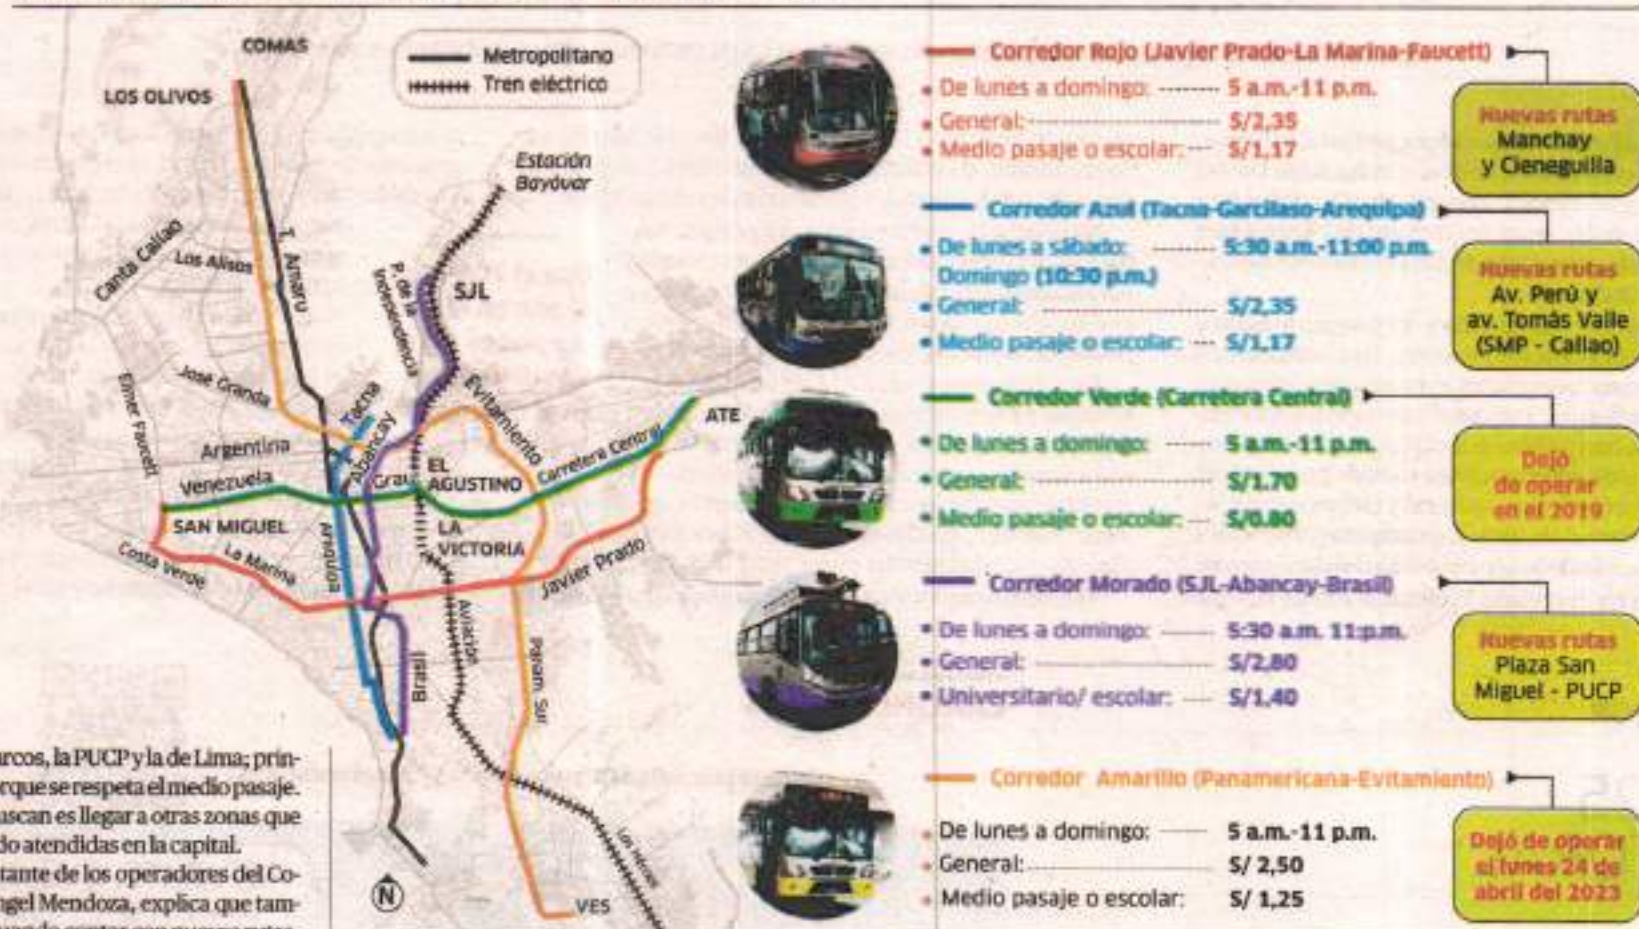 COMAS
LOS OLIVOS
Metropolitano
Tren eléctrico
Estación
Bayóvar
Canta Callao
Los Alisos
T. Amaru
P. de la
Independencia
SJL
Elmer Faucett
José Granda
Tacna
Abancay
Evitamiento
Argentina
Venezuela
Grau
EL
AGUSTINO
Carretera Central
ATE
SAN MIGUEL
LA
VICTORIA
Costa Verde
La Marina
Arequipa
Javier Prado
Aviación
Brasil
Panam. Sur
Los Héroes
VES
N
Corredor Rojo (Javier Prado-La Marina-Faucett)
• De lunes a domingo: ------- 5 a.m.-11 p.m.
• General: S/2,35
• Medio pasaje o escolar: --- S/1,17
Nuevas rutas
Manchay
y Cieneguilla
Corredor Azul (Tacna-Garcilaso-Arequipa)
• De lunes a sábado: 5:30 a.m.-11:00 p.m.
Domingo (10:30 p.m.)
• General: S/2,35
• Medio pasaje o escolar: --- S/1,17
Nuevas rutas
Av. Perú y
av. Tomás Valle
(SMP - Callao)
Corredor Verde (Carretera Central)
• De lunes a domingo: 5 a.m.-11 p.m.
• General: S/1.70
• Medio pasaje o escolar: S/0.80
Dejó
de operar
en el 2019
Corredor Morado (SJL-Abancay-Brasil)
• De lunes a domingo: 5:30 a.m. 11:p.m.
• General: S/2,80
• Universitario/ escolar: S/1,40
Nuevas rutas
Plaza San
Miguel - PUCP
Corredor Amarillo (Panamericana-Evitamiento)
• De lunes a domingo: 5 a.m.-11 p.m.
• General: S/ 2,50
• Medio pasaje o escolar: S/ 1,25
Dejó de operar
el lunes 24 de
abril del 2023
arcos, la PUCP y la de Lima; prin-
rque se respeta el medio pasaje.
uscan es llegar a otras zonas que
do atendidas en la capital.
tante de los operadores del Co-
ngel Mendoza, explica que tam-